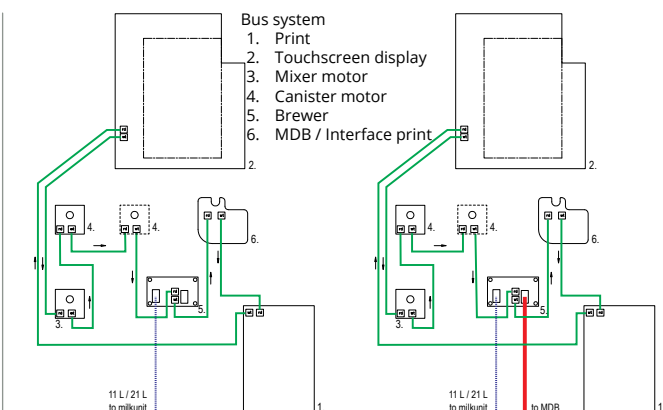 Bus system
1. Print
2. Touchscreen display
3. Mixer motor
4. Canister motor
5. Brewer
6. MDB / Interface print
2.
2.
4.
4.
6.
4.
4.
6.
3.
5.
3.
5.
11 L / 21 L
to milkunit
1.
11 L / 21 L
to milkunit
to MDB
1.